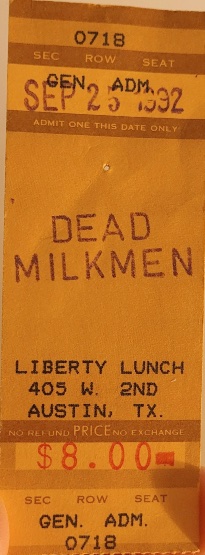 0718
SEC ROW SEAT
GEN. ADM.
SEP 25 1992
ADMIT ONE THIS DATE ONLY
DEAD
MILKMEN
LIBERTY LUNCH
405 W. 2ND
AUSTIN, TX.
NO REFUND PRICE NO EXCHANGE
$8.00
SEC ROW SEAT
GEN. ADM.
0718